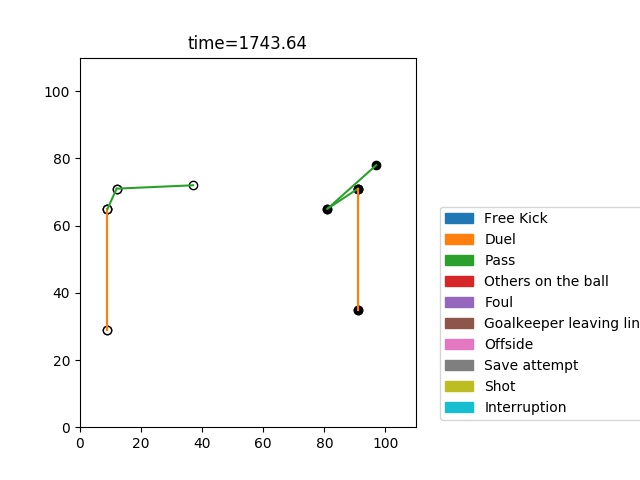 time=1743.64
100
80
60
40
20
0
0 20 40 60 80 100
Free Kick
Duel
Pass
Others on the ball
Foul
Goalkeeper leaving lin
Offside
Save attempt
Shot
Interruption